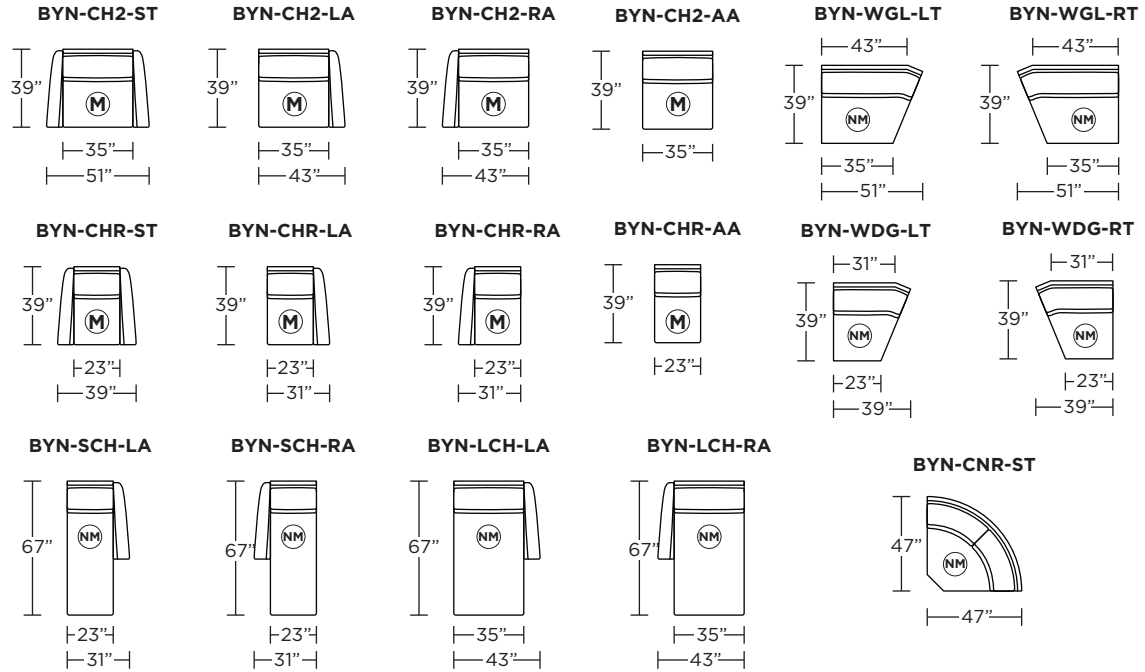 BYN-CH2-ST BYN-CH2-LA BYN-CH2-RA BYN-CH2-AA BYN-WGL-LT BYN-WGL-RT
43” 43”
39” M 39” M 39” M 39” M 39” NM 39” NM
35” 35” 35” 35” 35” 35”
51” 43” 43” 51” 51”
BYN-CHR-ST BYN-CHR-LA BYN-CHR-RA BYN-CHR-AA BYN-WDG-LT BYN-WDG-RT
31” 31”
39” M 39” M 39” M 39” M 39” NM 39” NM
23” 23” 23” 23” 23” 23”
39” 31” 31” 39” 39”
BYN-SCH-LA BYN-SCH-RA BYN-LCH-LA BYN-LCH-RA BYN-CNR-ST
67” NM 67” NM 67” NM 67” NM 47” NM
23” 23” 35” 35” 47”
31” 31” 43” 43”